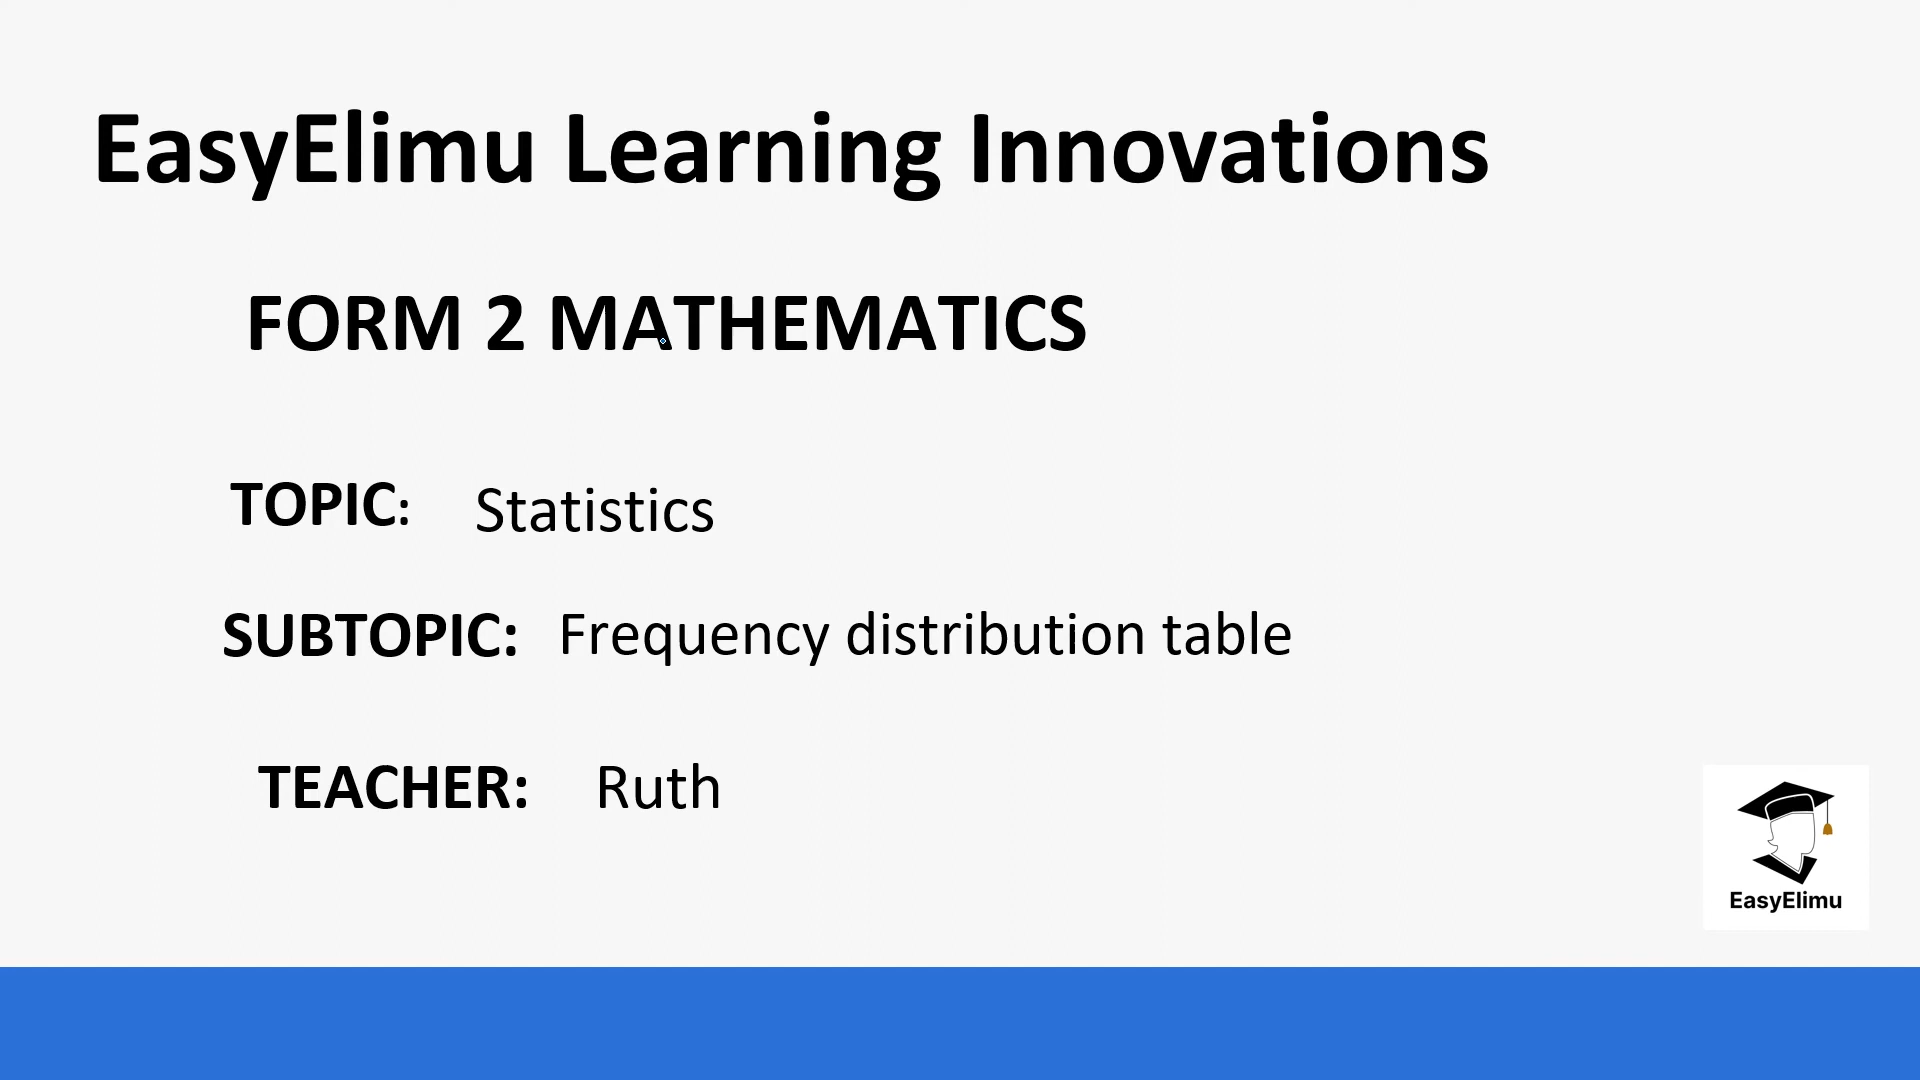 EasyElimu Learning Innovations
FORM 2 MATHEMATICS
TOPIC: Statistics
SUBTOPIC: Frequency distribution table
TEACHER: Ruth
EasyElimu